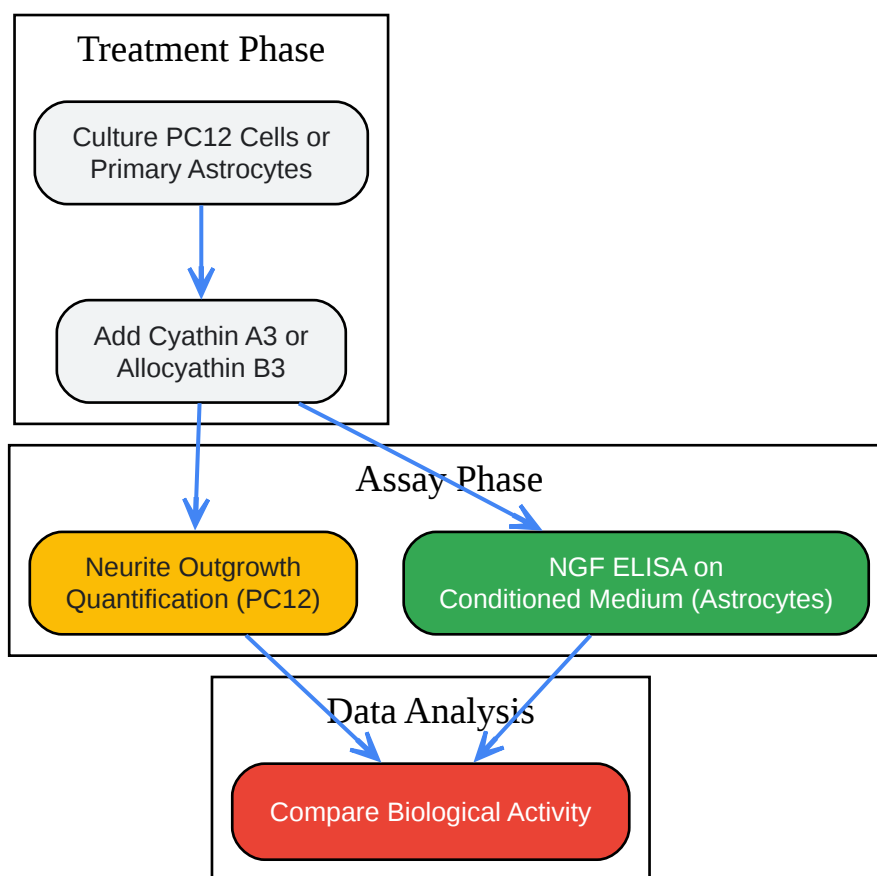 Treatment Phase
Culture PC12 Cells or
Primary Astrocytes
Add Cyathin A3 or
Allocyathin B3
Assay Phase
Neurite Outgrowth
Quantification (PC12)
NGF ELISA on
Conditioned Medium (Astrocytes)
Data Analysis
Compare Biological Activity